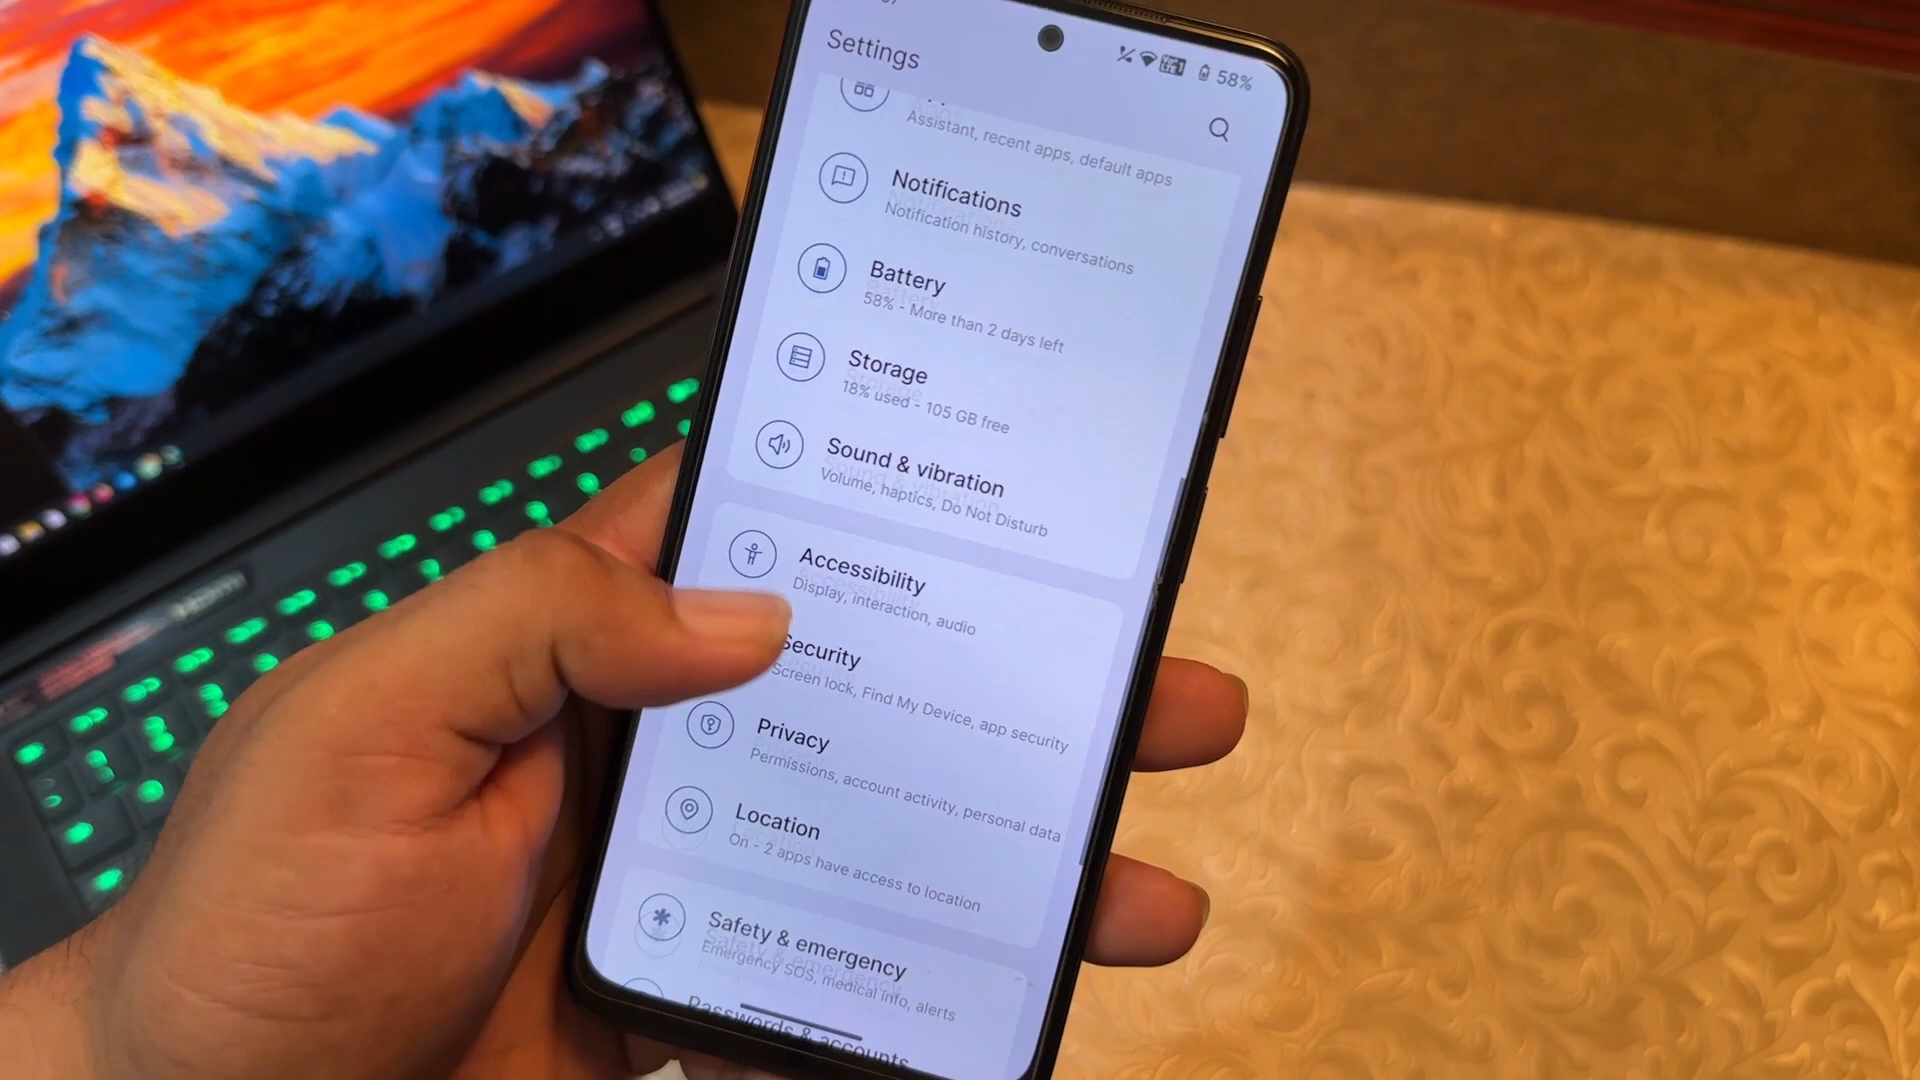 Settings
58%
Assistant, recent apps, default apps
Notifications
Notification history, conversations
Battery
58% - More than 2 days left
Storage
18% used - 105 GB free
Sound & vibration
Volume, haptics, Do Not Disturb
Accessibility
Display, interaction, audio
Security
Screen lock, Find My Device, app security
Privacy
Permissions, account activity, personal data
Location
On - 2 apps have access to location
Safety & emergency
Emergency SOS, medical info, alerts
Passwords & accounts